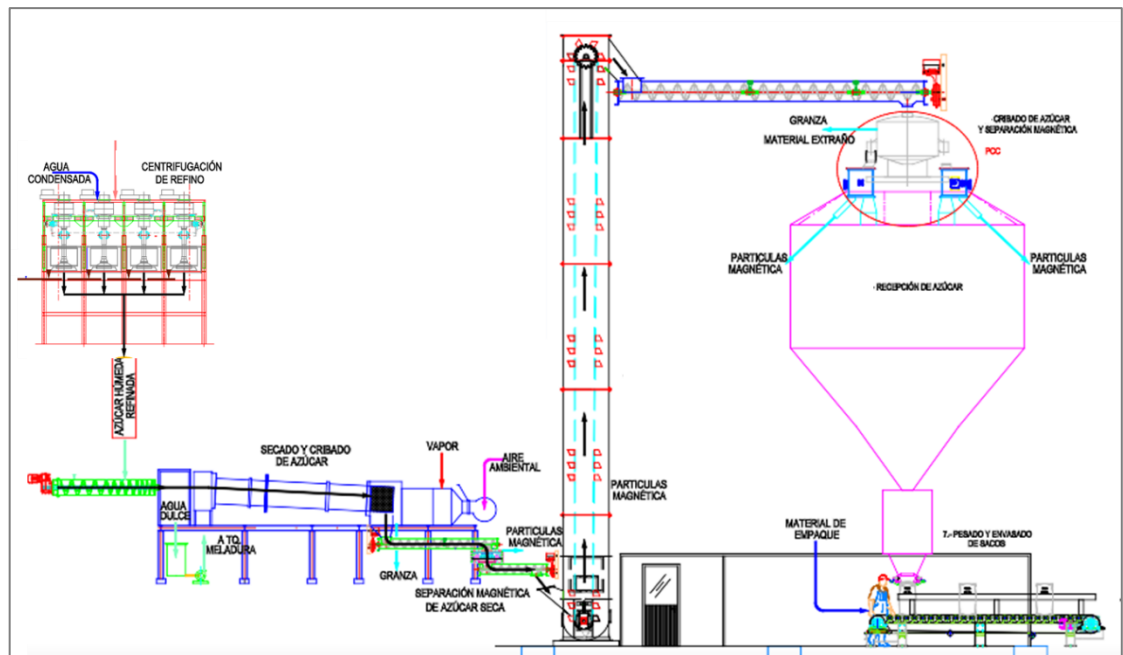 AGUA
CONDENSADA
CENTRIFUGACIÓN
DE REFINO
AZÚCAR HÚMEDA
REFINADA
SECADO Y CRIBADO
DE AZÚCAR
VAPOR
AIRE
AMBIENTAL
AGUA
DULCE
A TQ.
MELADURA
GRANZA
PARTICULAS
MAGNÉTICA
SEPARACIÓN MAGNÉTICA
DE AZÚCAR SECA
PARTICULAS
MAGNÉTICA
GRANZA
MATERIAL EXTRAÑO
-CRIBADO DE AZÚCAR
Y SEPARACIÓN MAGNÉTICA
PCC
PARTICULAS
MAGNÉTICA
PARTICULAS
MAGNÉTICA
-RECEPCIÓN DE AZÚCAR
MATERIAL DE
EMPAQUE
7.-PESADO Y ENVASADO
DE SACOS